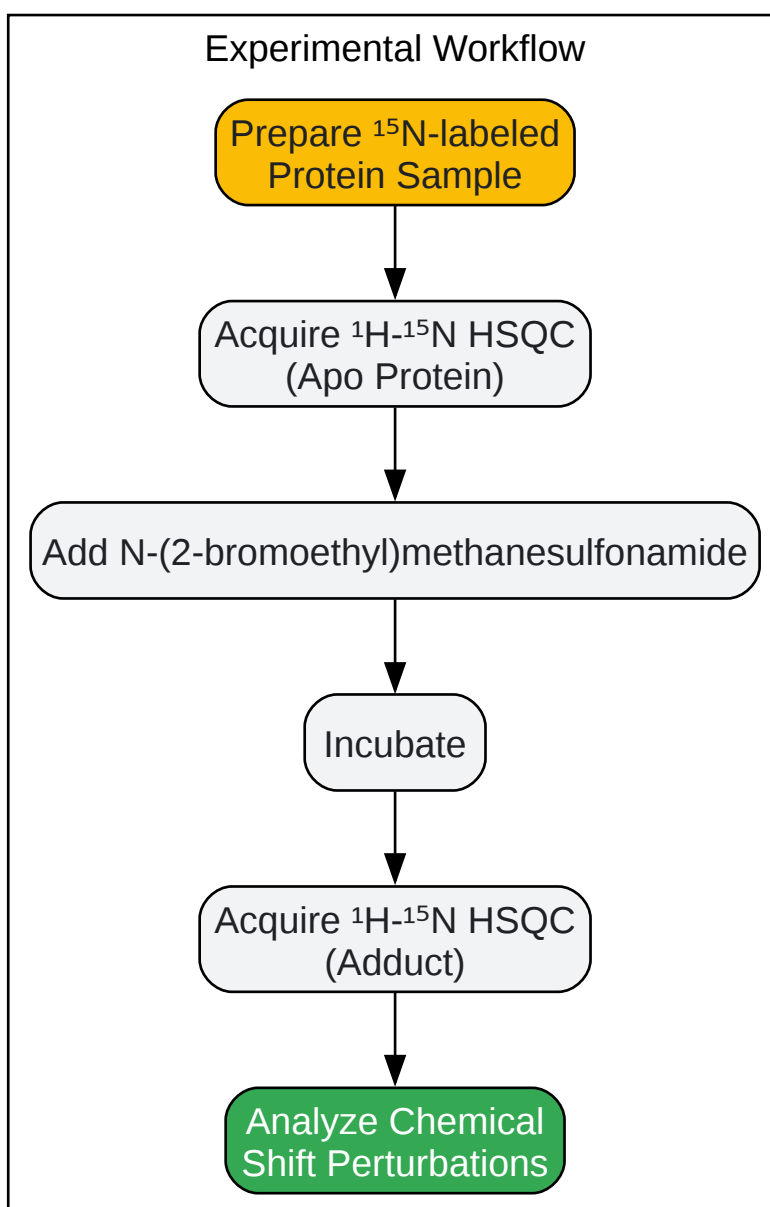 Experimental Workflow
Prepare ¹⁵N-labeled
Protein Sample
Acquire ¹H-¹⁵N HSQC
(Apo Protein)
Add N-(2-bromoethyl)methanesulfonamide
Incubate
Acquire ¹H-¹⁵N HSQC
(Adduct)
Analyze Chemical
Shift Perturbations